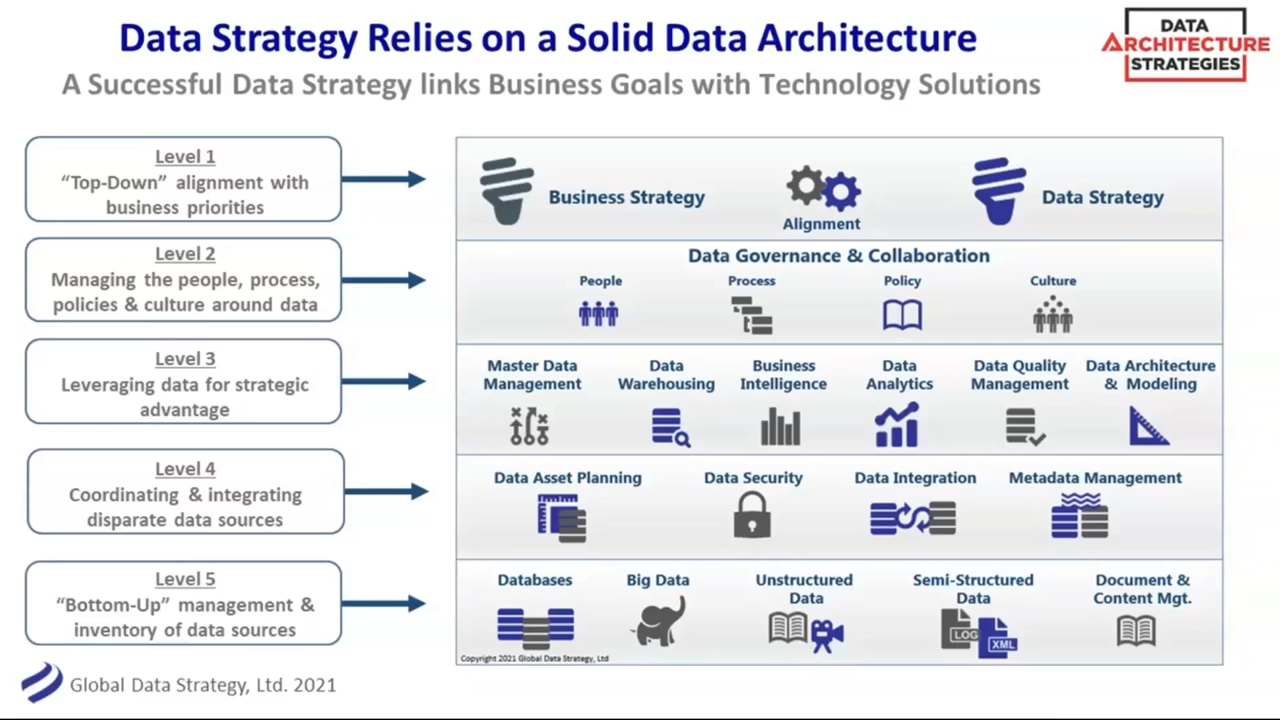 Data Strategy Relies on a Solid Data Architecture
A Successful Data Strategy links Business Goals with Technology Solutions
DATA
ARCHITECTURE
STRATEGIES
Level 1
“Top-Down” alignment with
business priorities
Business Strategy
Alignment
Data Strategy
Level 2
Managing the people, process,
policies & culture around data
Data Governance & Collaboration
People
Process
Policy
Culture
Level 3
Leveraging data for strategic
advantage
Master Data
Management
Data
Warehousing
Business
Intelligence
Data
Analytics
Data Quality
Management
Data Architecture
& Modeling
Level 4
Coordinating & integrating
disparate data sources
Data Asset Planning
Data Security
Data Integration
Metadata Management
Level 5
“Bottom-Up” management &
inventory of data sources
Databases
Big Data
Unstructured
Data
Semi-Structured
Data
LOG
XML
Document &
Content Mgt.
Copyright 2021 Global Data Strategy, Ltd
Global Data Strategy, Ltd. 2021